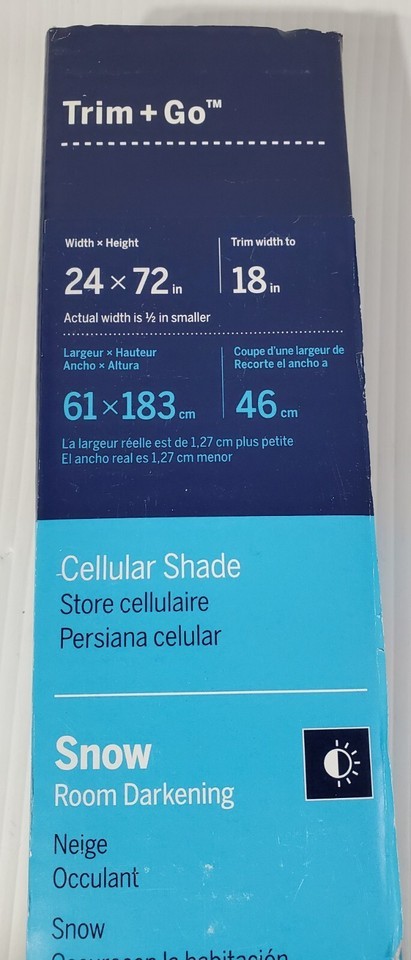 Trim + Go™
Width × Height
24 × 72 in
Trim width to
18 in
Actual width is ½ in smaller
Largeur × Hauteur
Ancho × Altura
61 × 183 cm
Coupe d'une largeur de
Recorte el ancho a
46 cm
La largeur réelle est de 1,27 cm plus petite
El ancho real es 1,27 cm menor
Cellular Shade
Store cellulaire
Persiana celular
Snow
Room Darkening
Neige
Occultant
Snow
la habitación